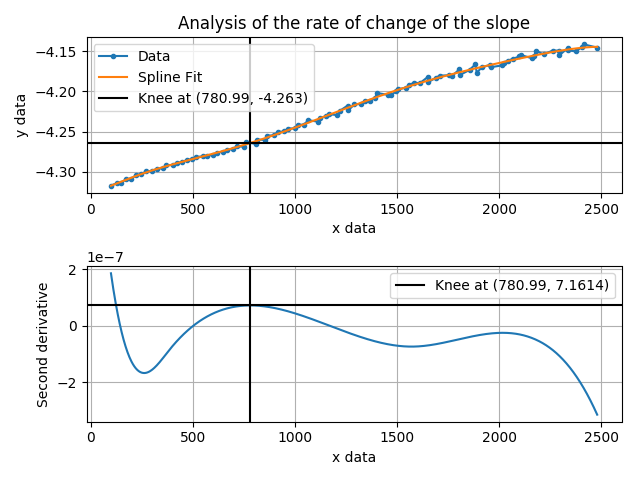 Analysis of the rate of change of the slope
Data
Spline Fit
Knee at (780.99, -4.263)
y data
−4.15
−4.20
−4.25
−4.30
0
500
1000
1500
2000
2500
x data
1e−7
Knee at (780.99, 7.1614)
Second derivative
2
0
−2
0
500
1000
1500
2000
2500
x data